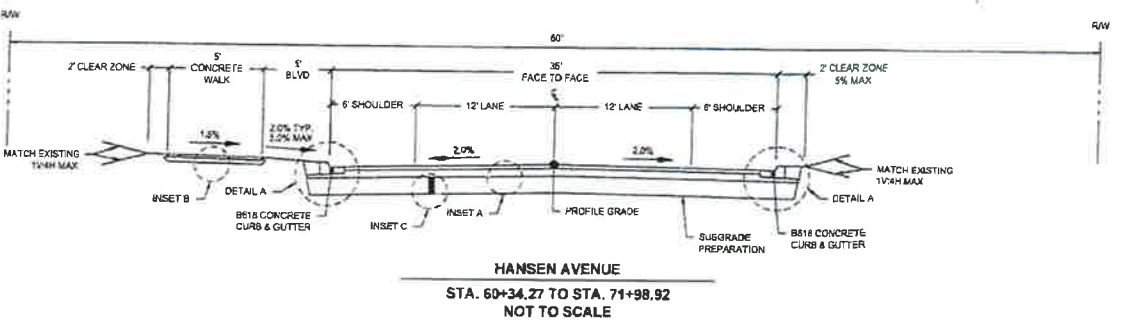 R/W
R/W
60'
2' CLEAR ZONE
5'
CONCRETE
WALK
BLVD
FACE TO FACE
2' CLEAR ZONE
5% MAX
6' SHOULDER
12' LANE
12' LANE
6' SHOULDER
1.5%
2.0% TYP.
5.0% MAX
2.0%
2.0%
MATCH EXISTING
1V:4H MAX
MATCH EXISTING
1V:4H MAX
INSET B
DETAIL A
B618 CONCRETE
CURB & GUTTER
INSET C
INSET A
PROFILE GRADE
SUBGRADE
PREPARATION
B618 CONCRETE
CURB & GUTTER
DETAIL A
HANSEN AVENUE
STA. 60+34.27 TO STA. 71+98.92
NOT TO SCALE